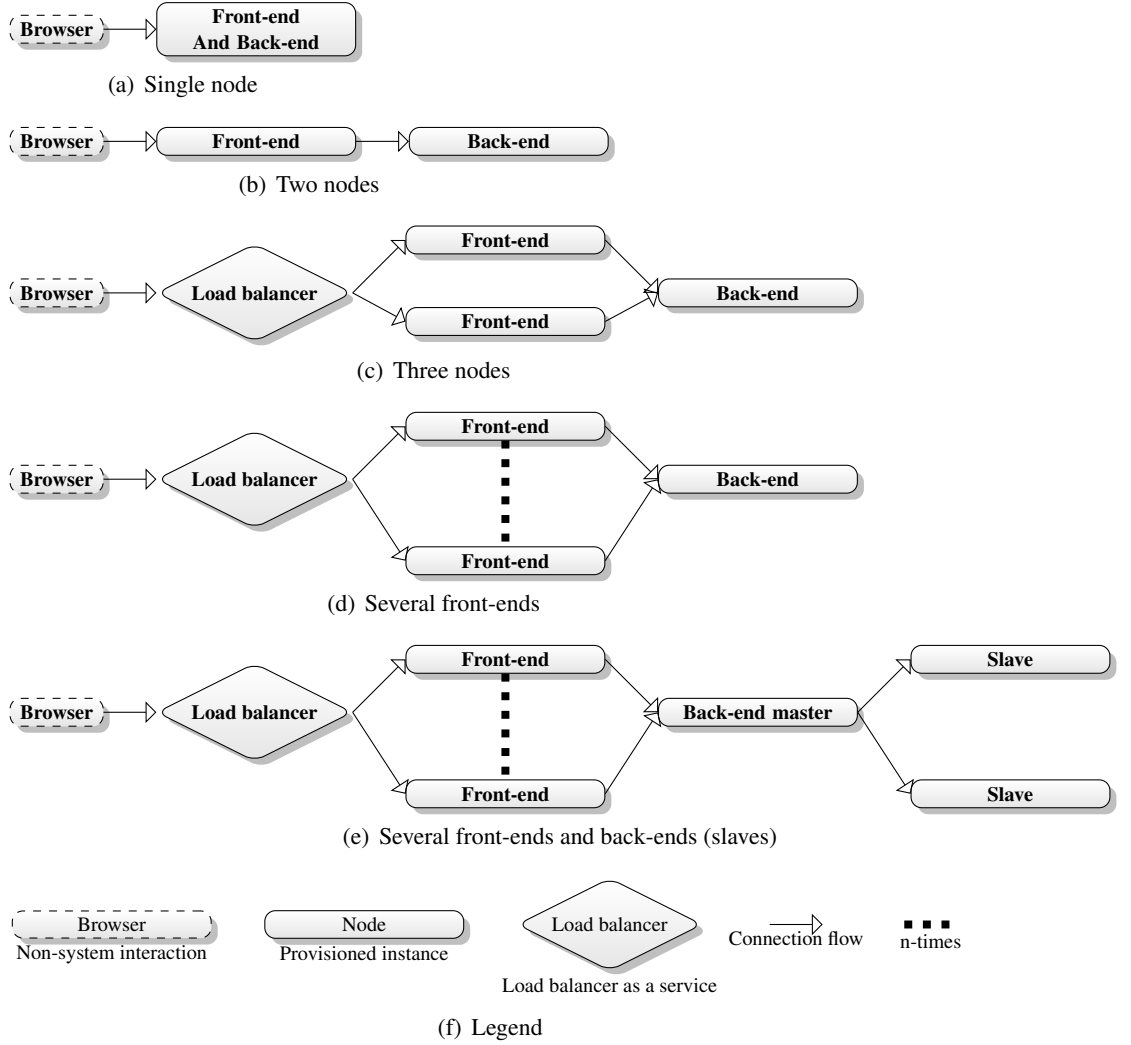 Browser
Front-end
And Back-end
(a) Single node
Browser
Front-end
Back-end
(b) Two nodes
Front-end
Browser
Load balancer
Back-end
Front-end
(c) Three nodes
Front-end
Browser
Load balancer
Back-end
Front-end
(d) Several front-ends
Front-end
Slave
Browser
Load balancer
Back-end master
Front-end
Slave
(e) Several front-ends and back-ends (slaves)
Browser
Non-system interaction
Node
Provisioned instance
Load balancer
Load balancer as a service
Connection flow
n-times
(f) Legend